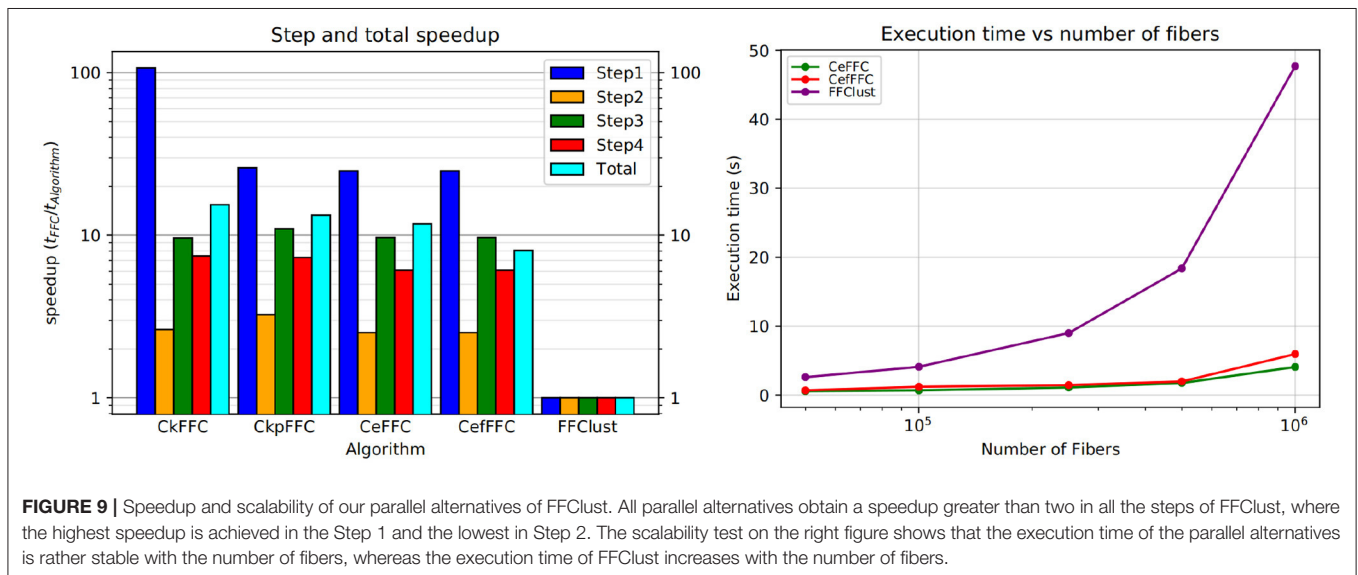 Step and total speedup
100
10
1
speedup (tFFC/tAlgorithm)
Step1
Step2
Step3
Step4
Total
100
10
1
CkFFC CkpFFC CeFFC CefFFC FFClust
Algorithm
Execution time vs number of fibers
50
40
30
20
10
0
Execution time (s)
CeFFC
CefFFC
FFClust
10^5 10^6
Number of Fibers
FIGURE 9 | Speedup and scalability of our parallel alternatives of FFClust. All parallel alternatives obtain a speedup greater than two in all the steps of FFClust, where
the highest speedup is achieved in the Step 1 and the lowest in Step 2. The scalability test on the right figure shows that the execution time of the parallel alternatives
is rather stable with the number of fibers, whereas the execution time of FFClust increases with the number of fibers.